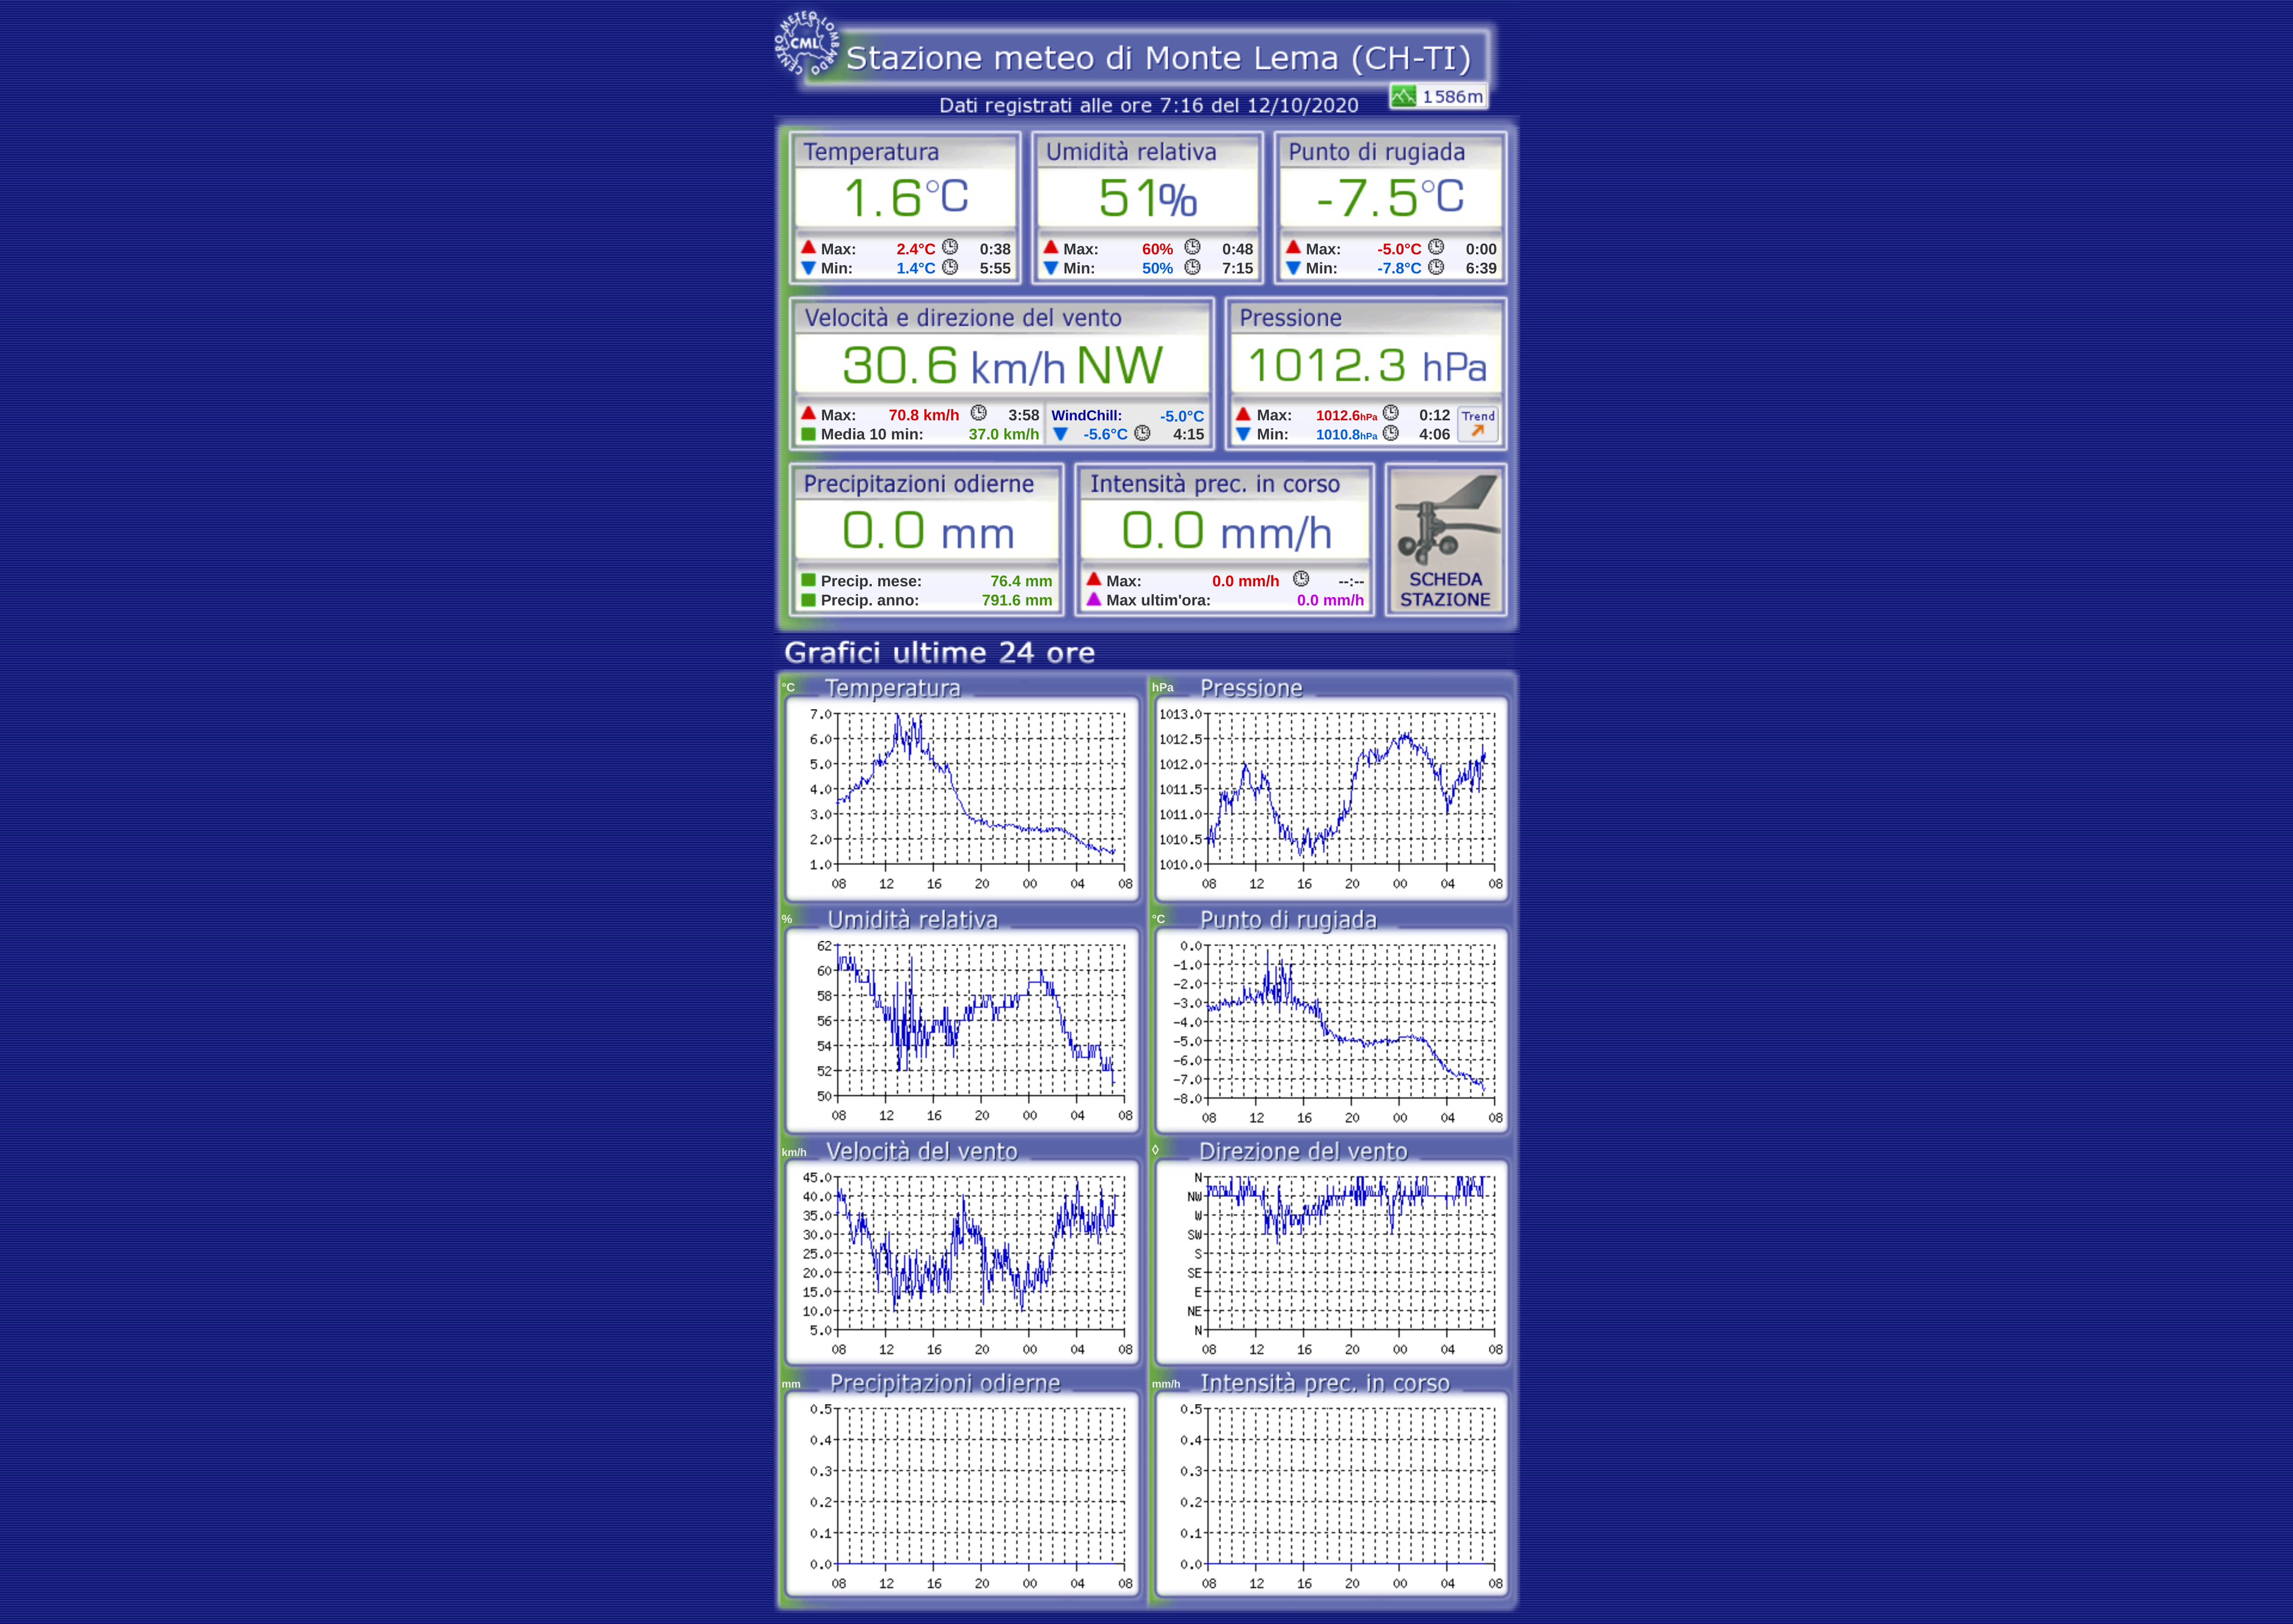 CENTRO METEO LOMBARDO
CML
Stazione meteo di Monte Lema (CH-TI)
1586m
Dati registrati alle ore 7:16 del 12/10/2020
Temperatura
1.6°C
Max: 2.4°C 0:38
Min: 1.4°C 5:55
Umidità relativa
51%
Max: 60% 0:48
Min: 50% 7:15
Punto di rugiada
-7.5°C
Max: -5.0°C 0:00
Min: -7.8°C 6:39
Velocità e direzione del vento
30.6 km/h NW
Max: 70.8 km/h 3:58
Media 10 min: 37.0 km/h
WindChill: -5.0°C
-5.6°C 4:15
Pressione
1012.3 hPa
Max: 1012.6hPa 0:12
Min: 1010.8hPa 4:06
Trend
Precipitazioni odierne
0.0 mm
Precip. mese: 76.4 mm
Precip. anno: 791.6 mm
Intensità prec. in corso
0.0 mm/h
Max: 0.0 mm/h --:--
Max ultim'ora: 0.0 mm/h
SCHEDA
STAZIONE
Grafici ultime 24 ore
°C Temperatura
7.0
6.0
5.0
4.0
3.0
2.0
1.0
08 12 16 20 00 04 08
hPa Pressione
1013.0
1012.5
1012.0
1011.5
1011.0
1010.5
1010.0
08 12 16 20 00 04 08
% Umidità relativa
62
60
58
56
54
52
50
08 12 16 20 00 04 08
°C Punto di rugiada
0.0
-1.0
-2.0
-3.0
-4.0
-5.0
-6.0
-7.0
-8.0
08 12 16 20 00 04 08
km/h Velocità del vento
45.0
40.0
35.0
30.0
25.0
20.0
15.0
10.0
5.0
08 12 16 20 00 04 08
◊ Direzione del vento
N
NW
W
SW
S
SE
E
NE
N
08 12 16 20 00 04 08
mm Precipitazioni odierne
0.5
0.4
0.3
0.2
0.1
0.0
08 12 16 20 00 04 08
mm/h Intensità prec. in corso
0.5
0.4
0.3
0.2
0.1
0.0
08 12 16 20 00 04 08